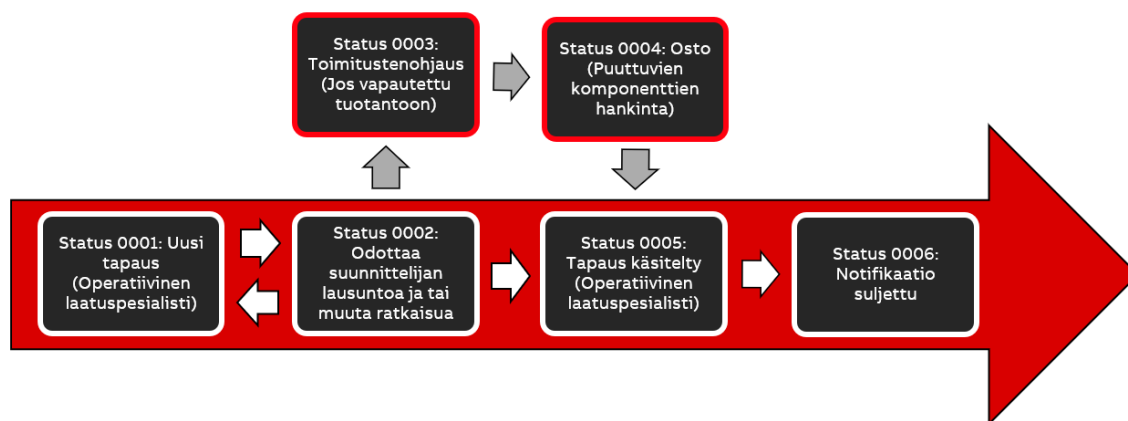 Status 0003:
Toimitustenohjaus
(Jos vapautettu
tuotantoon)
Status 0004: Osto
(Puuttuvien
komponenttien
hankinta)
Status 0001: Uusi
tapaus
(Operatiivinen
laatuspesialisti)
Status 0002:
Odottaa
suunnittelijan
lausuntoa ja tai
muuta ratkaisua
Status 0005:
Tapaus käsitelty
(Operatiivinen
laatuspesialisti)
Status 0006:
Notifikaatio
suljettu